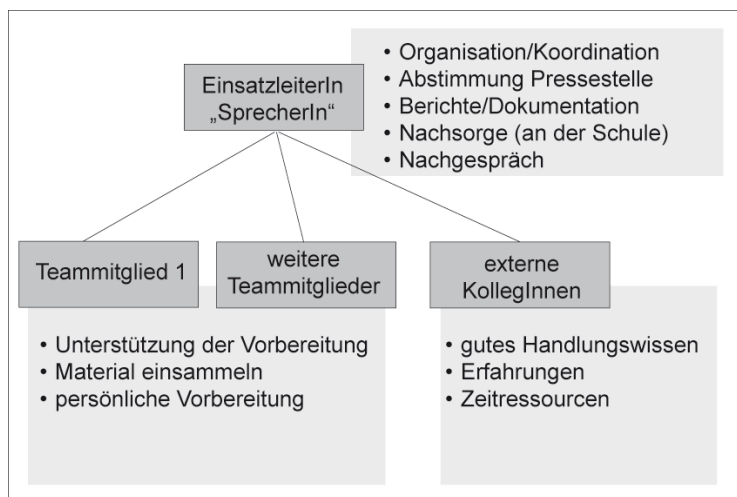 EinsatzleiterIn
„SprecherIn“
• Organisation/Koordination
• Abstimmung Pressestelle
• Berichte/Dokumentation
• Nachsorge (an der Schule)
• Nachgespräch
Teammitglied 1
weitere
Teammitglieder
externe
KollegInnen
• Unterstützung der Vorbereitung
• Material einsammeln
• persönliche Vorbereitung
• gutes Handlungswissen
• Erfahrungen
• Zeitressourcen